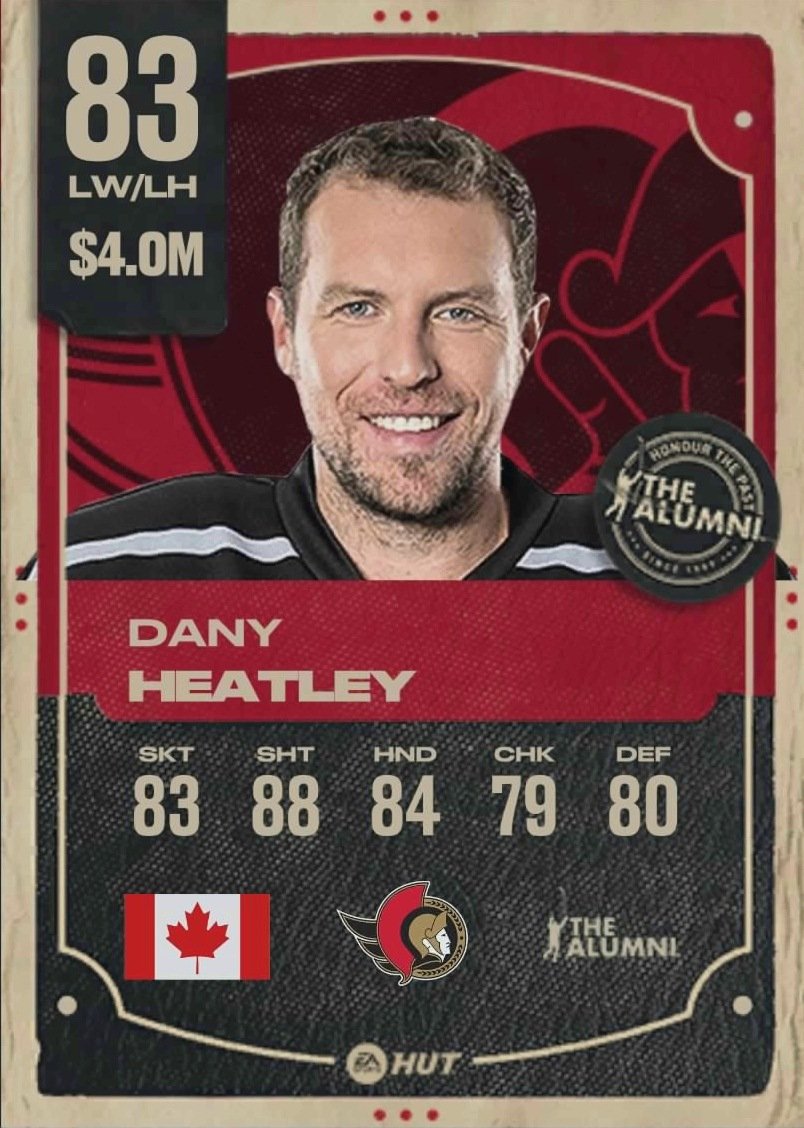 83
LW/LH
$4.0M
HONOUR THE PAST
THE
ALUMNI
DANY
HEATLEY
SKT SHT HND CHK DEF
83 88 84 79 80
THE
ALUMNI
EA
HUT